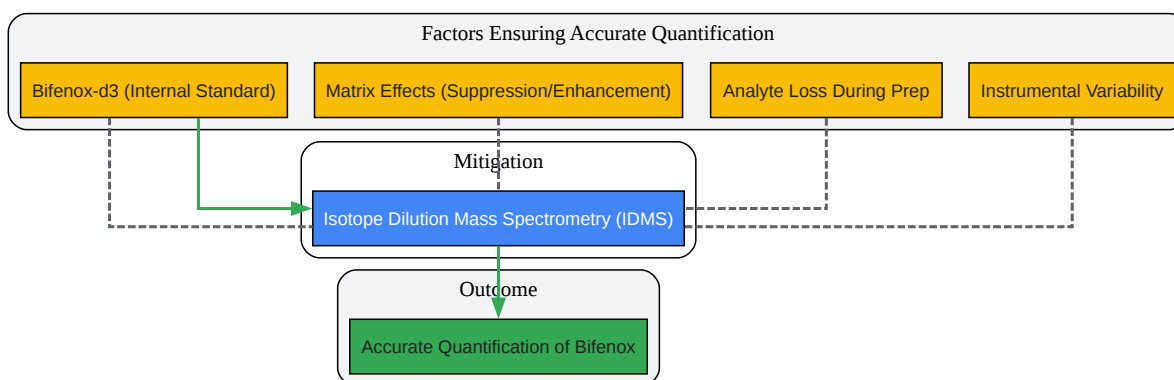 Factors Ensuring Accurate Quantification
Bifenox-d3 (Internal Standard)
Matrix Effects (Suppression/Enhancement)
Analyte Loss During Prep
Instrumental Variability
Mitigation
Isotope Dilution Mass Spectrometry (IDMS)
Outcome
Accurate Quantification of Bifenox